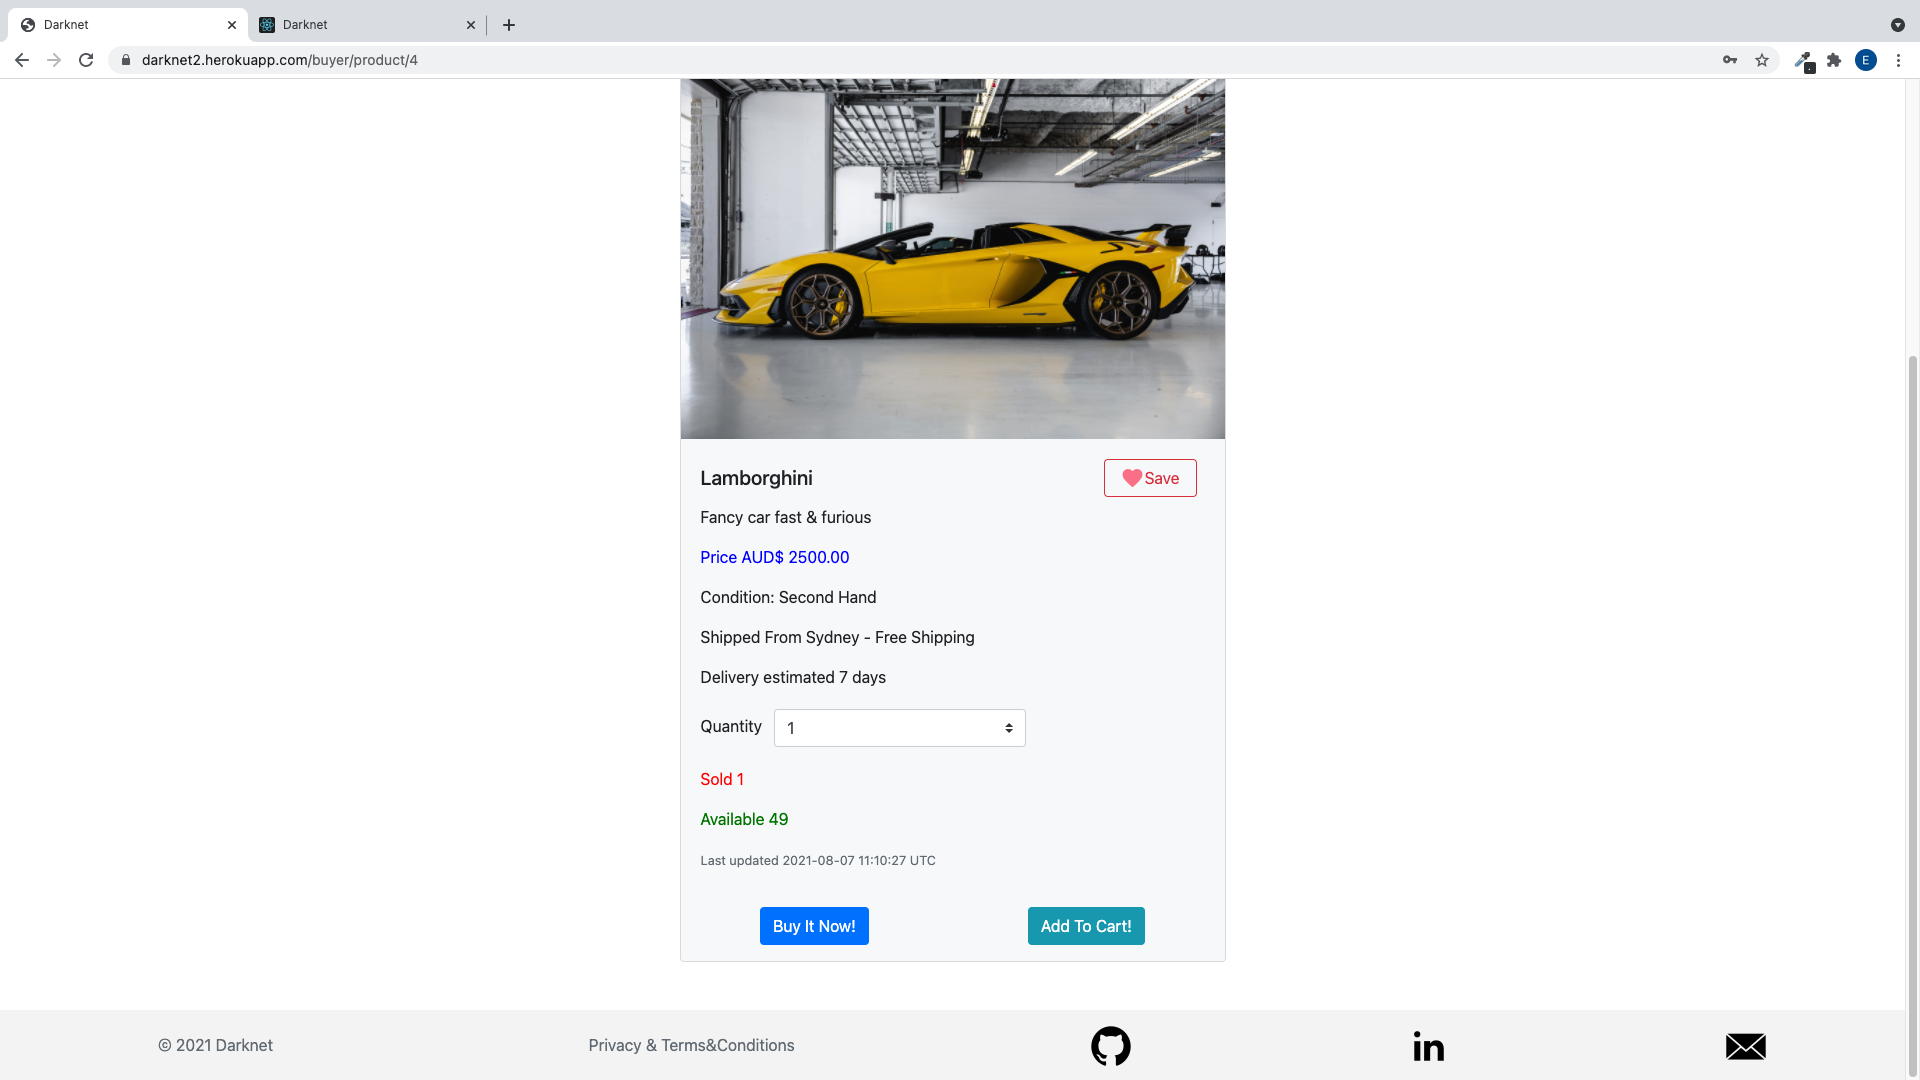 Darknet
Darknet
darknet2.herokuapp.com/buyer/product/4
E
Lamborghini
Save
Fancy car fast & furious
Price AUD$ 2500.00
Condition: Second Hand
Shipped From Sydney - Free Shipping
Delivery estimated 7 days
Quantity 1
Sold 1
Available 49
Last updated 2021-08-07 11:10:27 UTC
Buy It Now! Add To Cart!
© 2021 Darknet Privacy & Terms&Conditions in